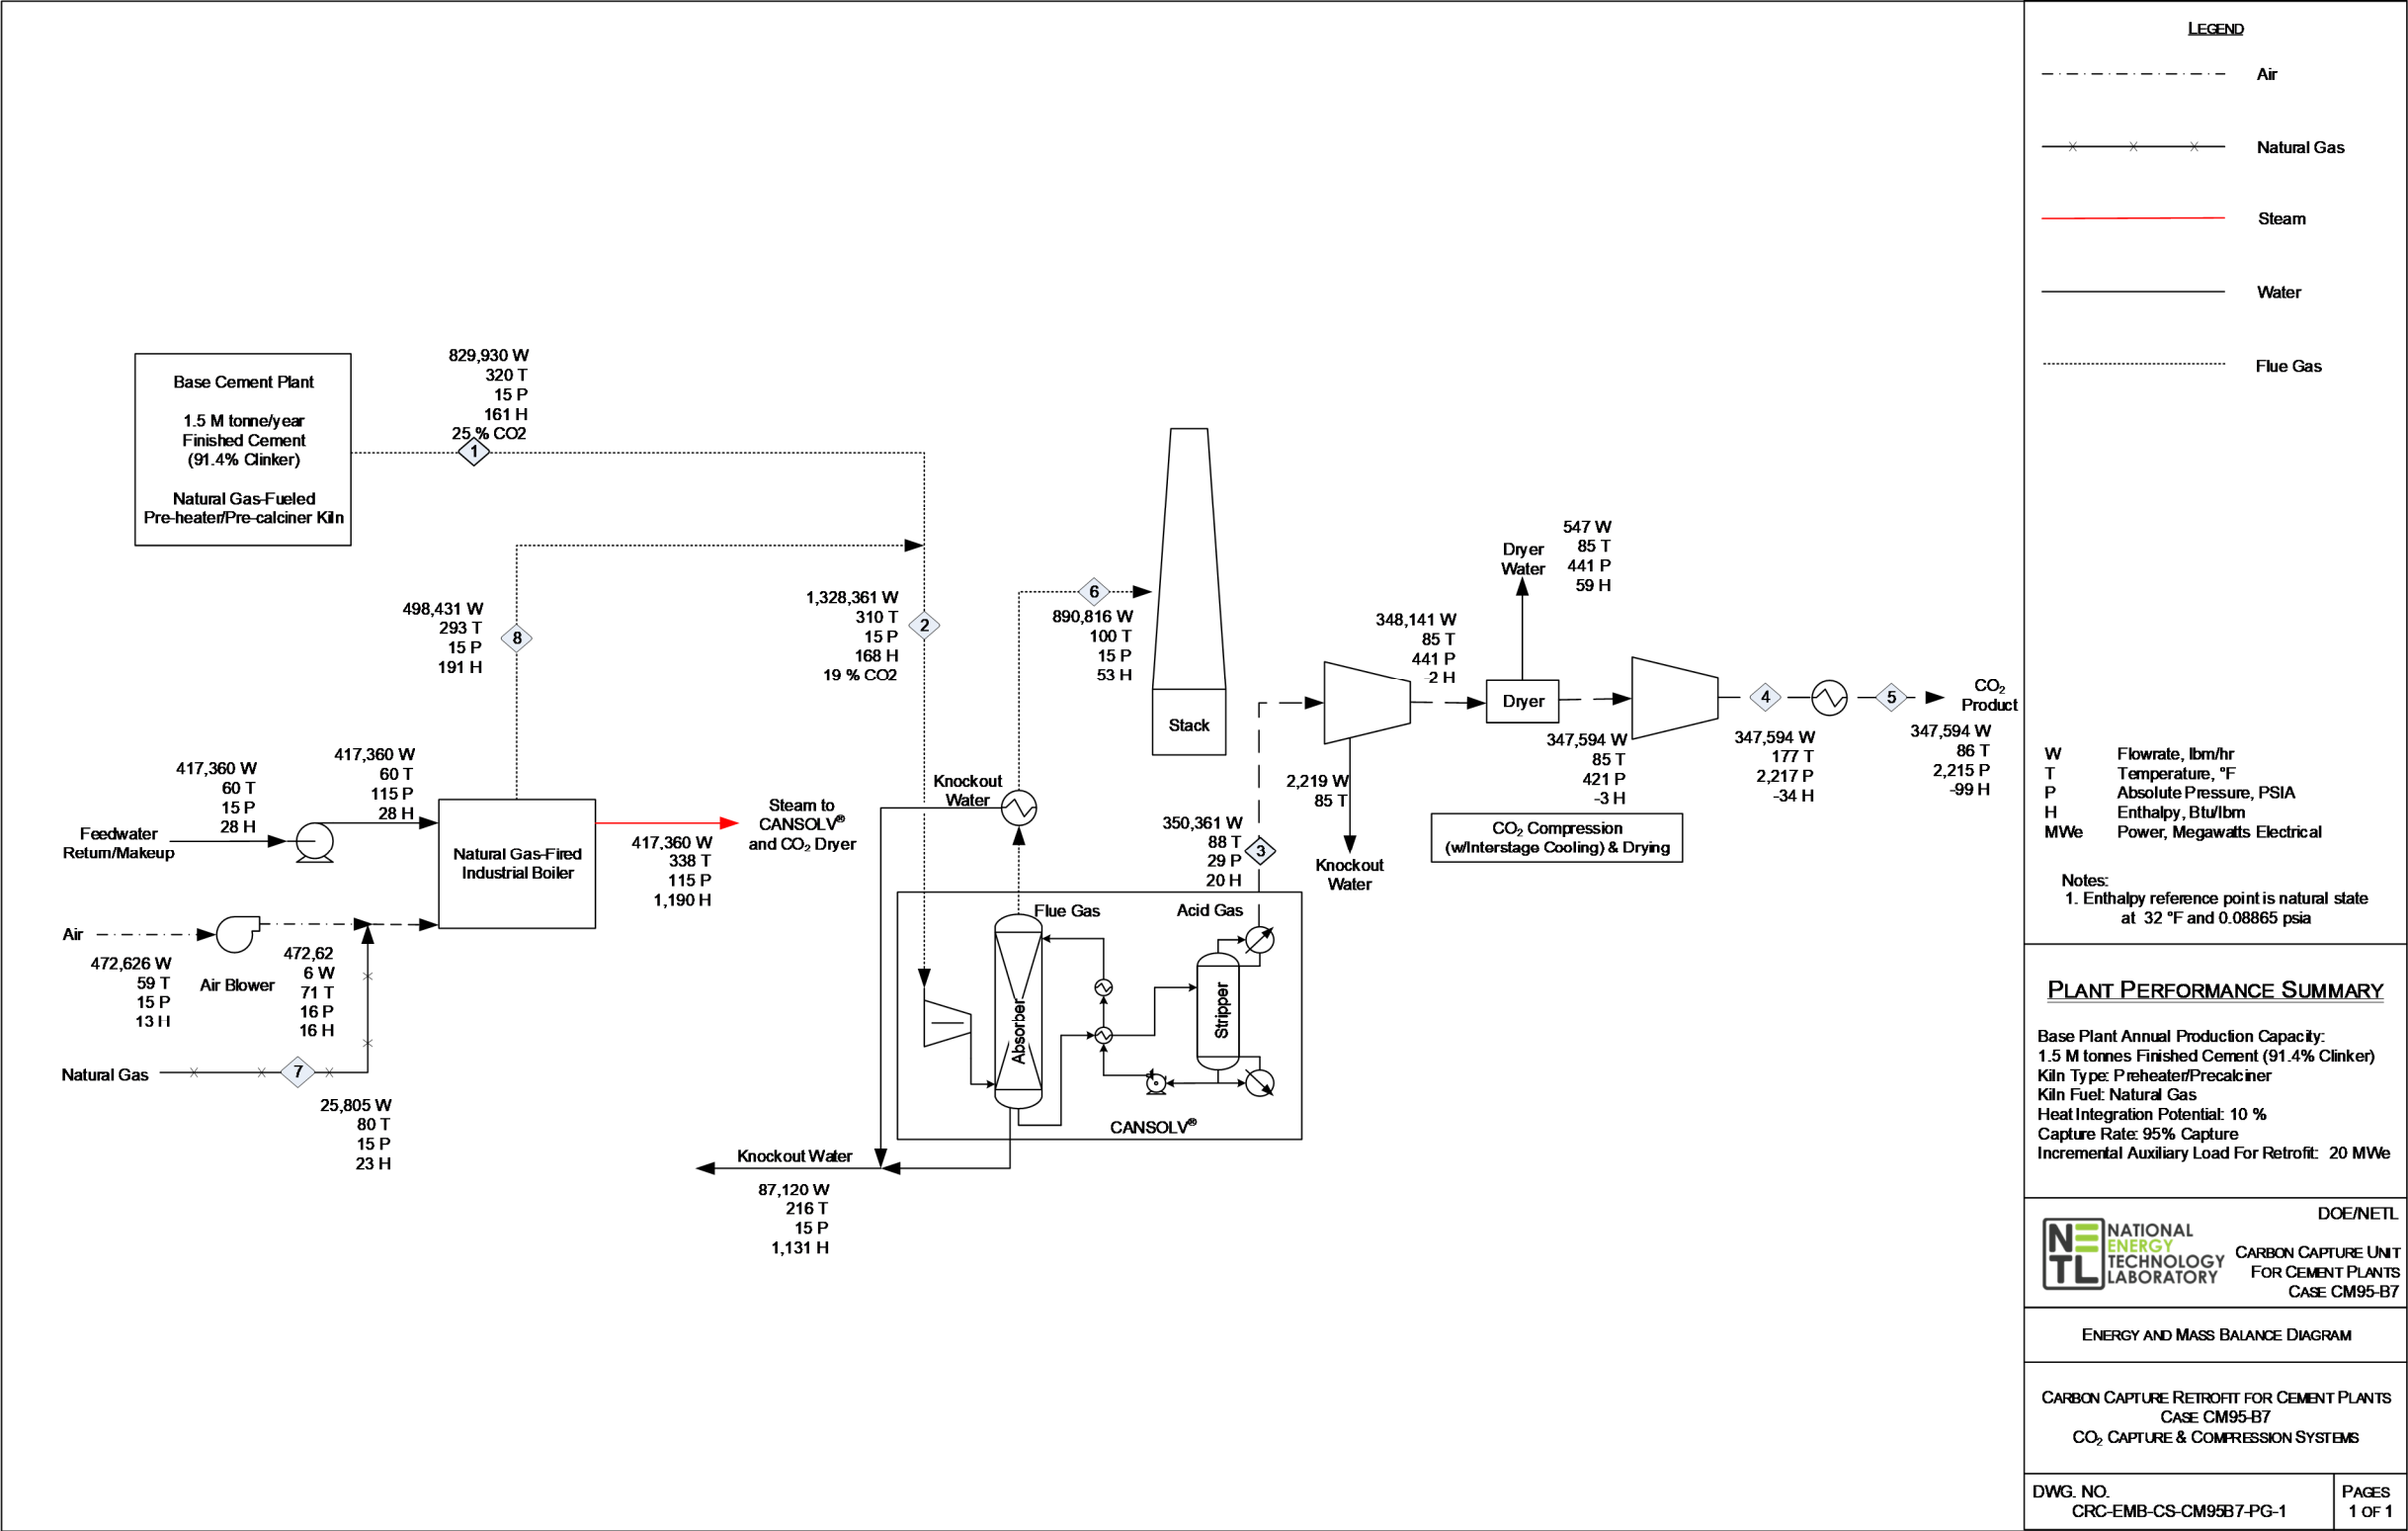 LEGEND
Air
Natural Gas
Steam
Water
Flue Gas
Base Cement Plant
1.5 M tonne/year
Finished Cement
(91.4% Clinker)
Natural Gas-Fueled
Pre-heater/Pre-calciner Kiln
829,930 W
320 T
15 P
161 H
25 % CO2
1
498,431 W
293 T
15 P
191 H
8
1,328,361 W
310 T
15 P
168 H
19 % CO2
2
6
890,816 W
100 T
15 P
53 H
Stack
Dryer
Water
547 W
85 T
441 P
59 H
348,141 W
85 T
441 P
-2 H
Dryer
347,594 W
85 T
421 P
-3 H
4
347,594 W
177 T
2,217 P
-34 H
5
CO₂
Product
347,594 W
86 T
2,215 P
-99 H
2,219 W
85 T
Knockout
Water
CO₂ Compression
(w/Interstage Cooling) & Drying
350,361 W
88 T
29 P
20 H
3
417,360 W
60 T
15 P
28 H
Feedwater
Return/Makeup
417,360 W
60 T
115 P
28 H
Natural Gas-Fired
Industrial Boiler
Steam to
CANSOLV®
and CO₂ Dryer
417,360 W
338 T
115 P
1,190 H
Knockout
Water
Air
472,626 W
59 T
15 P
13 H
Air Blower
472,62
6 W
71 T
16 P
16 H
Natural Gas
7
25,805 W
80 T
15 P
23 H
Flue Gas
Acid Gas
Absorber
Stripper
CANSOLV®
Knockout Water
87,120 W
216 T
15 P
1,131 H
W Flowrate, lbm/hr
T Temperature, °F
P Absolute Pressure, PSIA
H Enthalpy, Btu/lbm
MWe Power, Megawatts Electrical
Notes:
1. Enthalpy reference point is natural state
at 32 °F and 0.08865 psia
PLANT PERFORMANCE SUMMARY
Base Plant Annual Production Capacity:
1.5 M tonnes Finished Cement (91.4% Clinker)
Kiln Type: Preheater/Precalciner
Kiln Fuel: Natural Gas
Heat Integration Potential: 10 %
Capture Rate: 95% Capture
Incremental Auxiliary Load For Retrofit: 20 MWe
NETL
NATIONAL
ENERGY
TECHNOLOGY
LABORATORY
DOE/NETL
CARBON CAPTURE UNIT
FOR CEMENT PLANTS
CASE CM95-B7
ENERGY AND MASS BALANCE DIAGRAM
CARBON CAPTURE RETROFIT FOR CEMENT PLANTS
CASE CM95-B7
CO₂ CAPTURE & COMPRESSION SYSTEMS
DWG. NO.
CRC-EMB-CS-CM95B7-PG-1
PAGES
1 OF 1